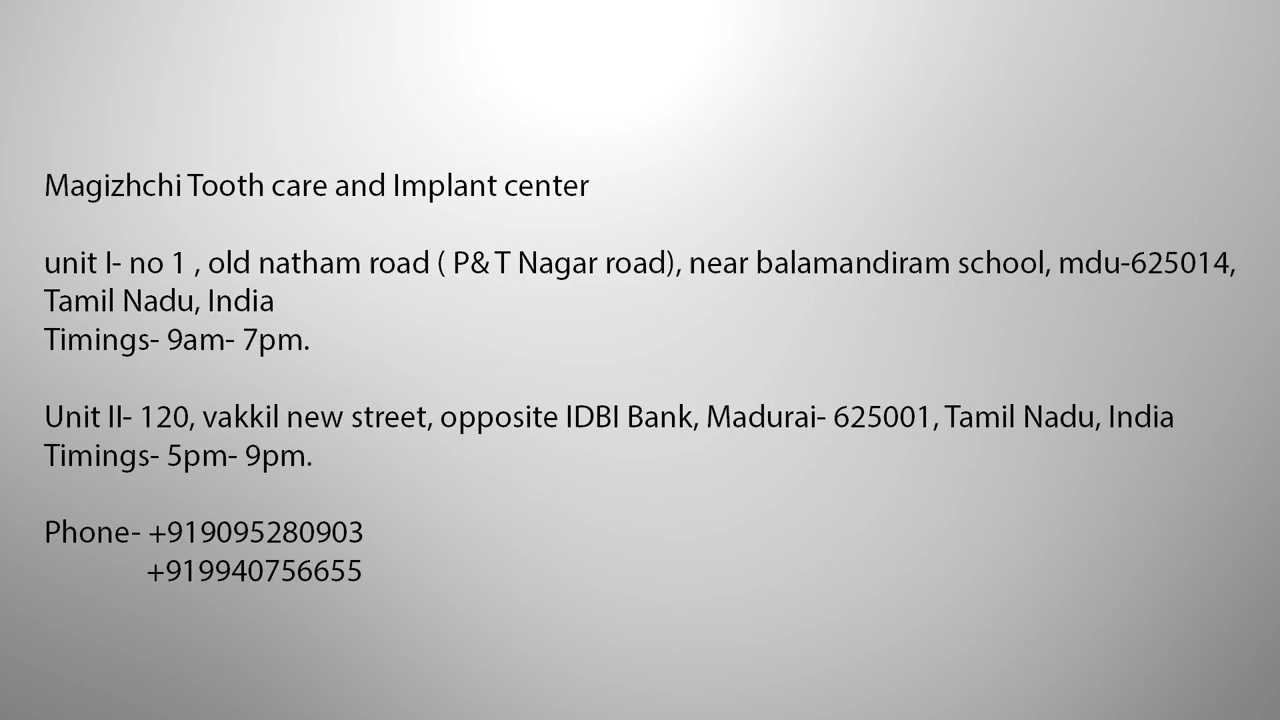 Magizhchi Tooth care and Implant center
unit I- no 1 , old natham road ( P& T Nagar road), near balamandiram school, mdu-625014,
Tamil Nadu, India
Timings- 9am- 7pm.
Unit II- 120, vakkil new street, opposite IDBI Bank, Madurai- 625001, Tamil Nadu, India
Timings- 5pm- 9pm.
Phone- +919095280903
+919940756655